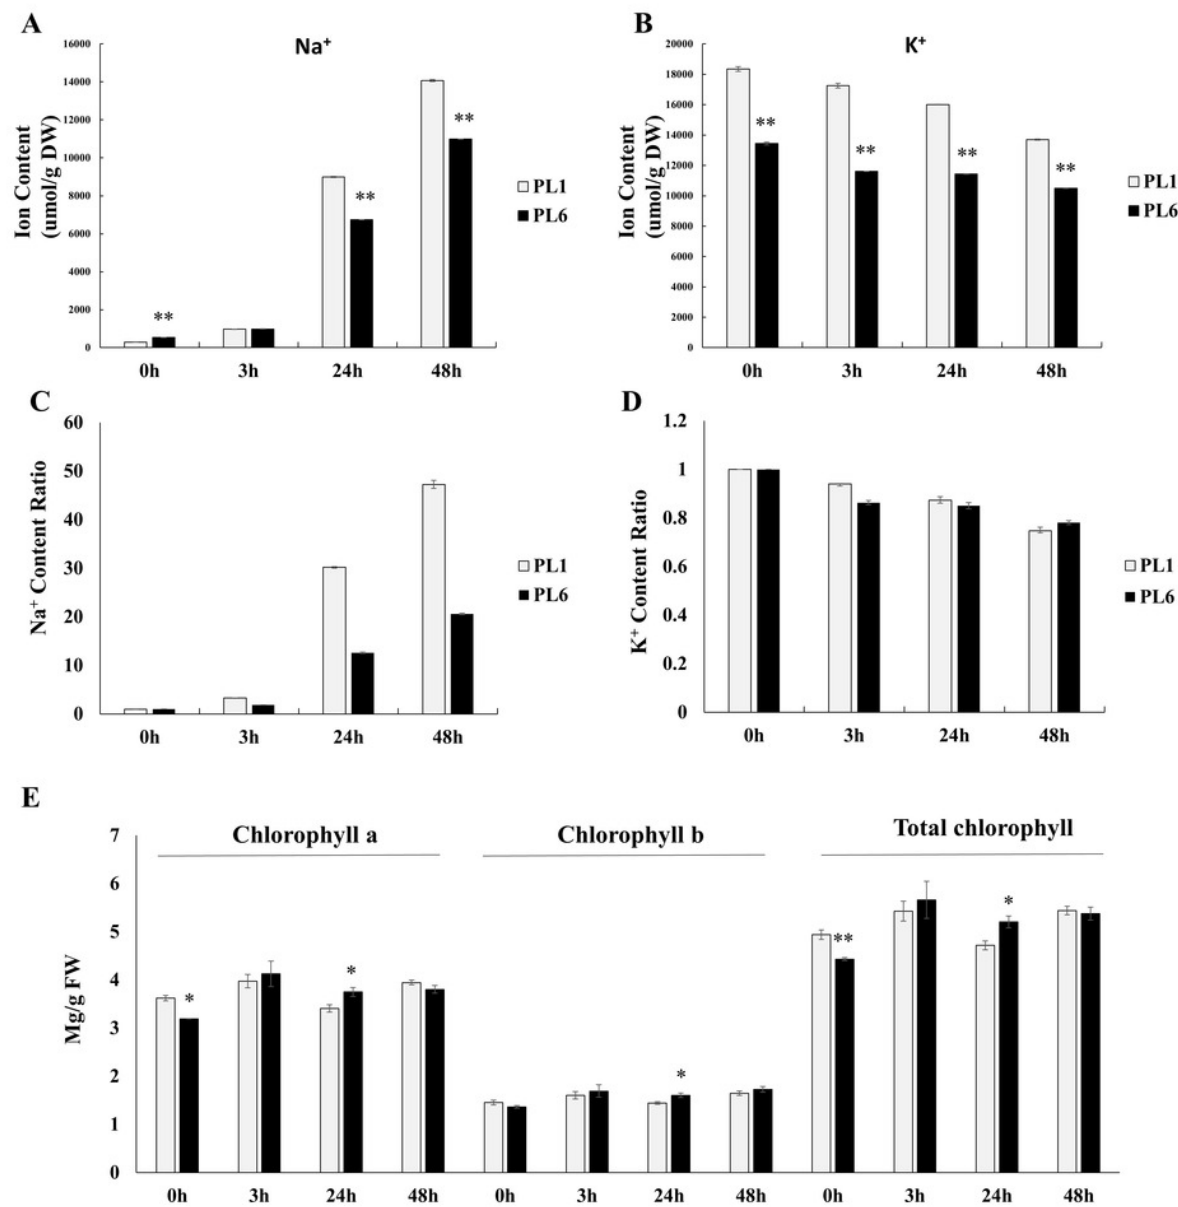 A
Na⁺
16000
14000
12000
10000
8000
6000
4000
2000
0
Ion Content
(umol/g DW)
**
**
**
0h 3h 24h 48h
PL1
PL6
B
K⁺
20000
18000
16000
14000
12000
10000
8000
6000
4000
2000
0
Ion Content
(umol/g DW)
**
**
**
**
0h 3h 24h 48h
PL1
PL6
C
60
50
40
30
20
10
0
Na⁺ Content Ratio
0h 3h 24h 48h
PL1
PL6
D
1.2
1
0.8
0.6
0.4
0.2
0
K⁺ Content Ratio
0h 3h 24h 48h
PL1
PL6
E
Chlorophyll a Chlorophyll b Total chlorophyll
7
6
5
4
3
2
1
0
Mg/g FW
*
*
*
**
*
0h 3h 24h 48h 0h 3h 24h 48h 0h 3h 24h 48h